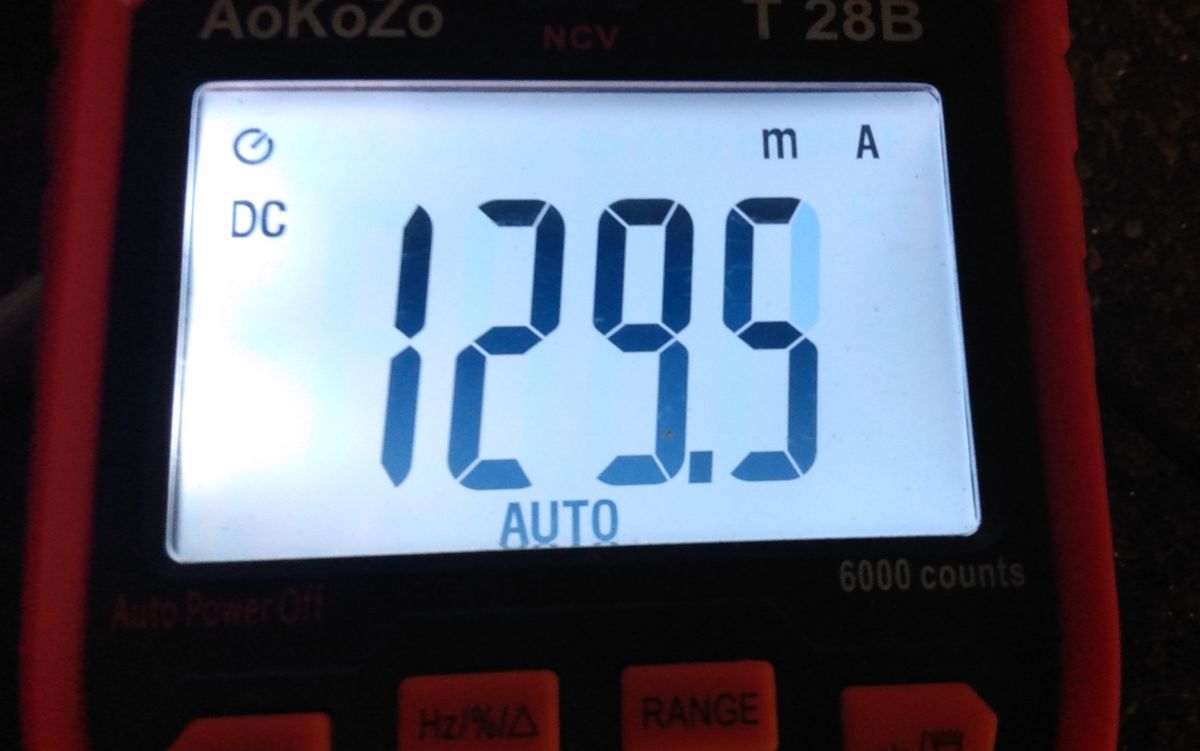 AoKoZo NCV T 28B
m A
DC
129.5
AUTO
6000 counts
Auto Power Off
Hz/%/△ RANGE